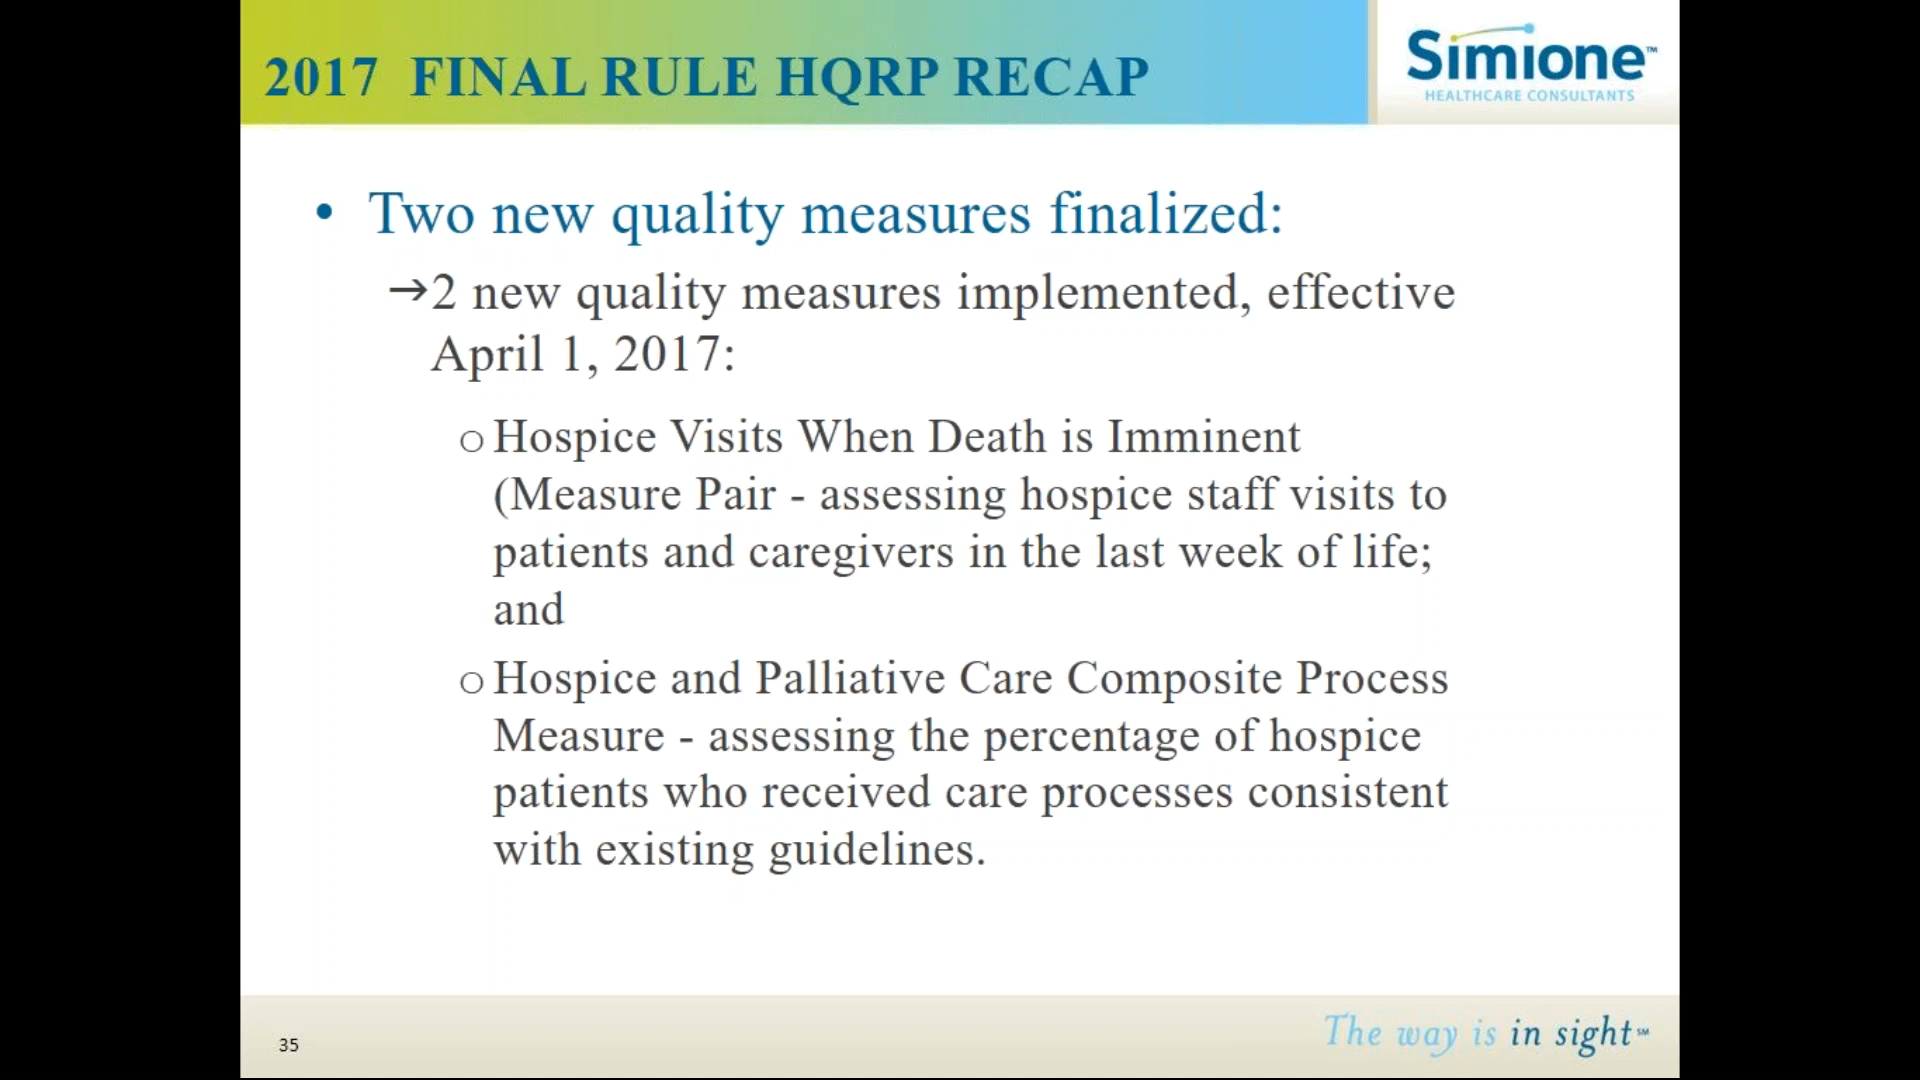 2017 FINAL RULE HQRP RECAP
Simione™
HEALTHCARE CONSULTANTS
• Two new quality measures finalized:
→2 new quality measures implemented, effective
April 1, 2017:
o Hospice Visits When Death is Imminent
(Measure Pair - assessing hospice staff visits to
patients and caregivers in the last week of life;
and
o Hospice and Palliative Care Composite Process
Measure - assessing the percentage of hospice
patients who received care processes consistent
with existing guidelines.
35
The way is in sight℠